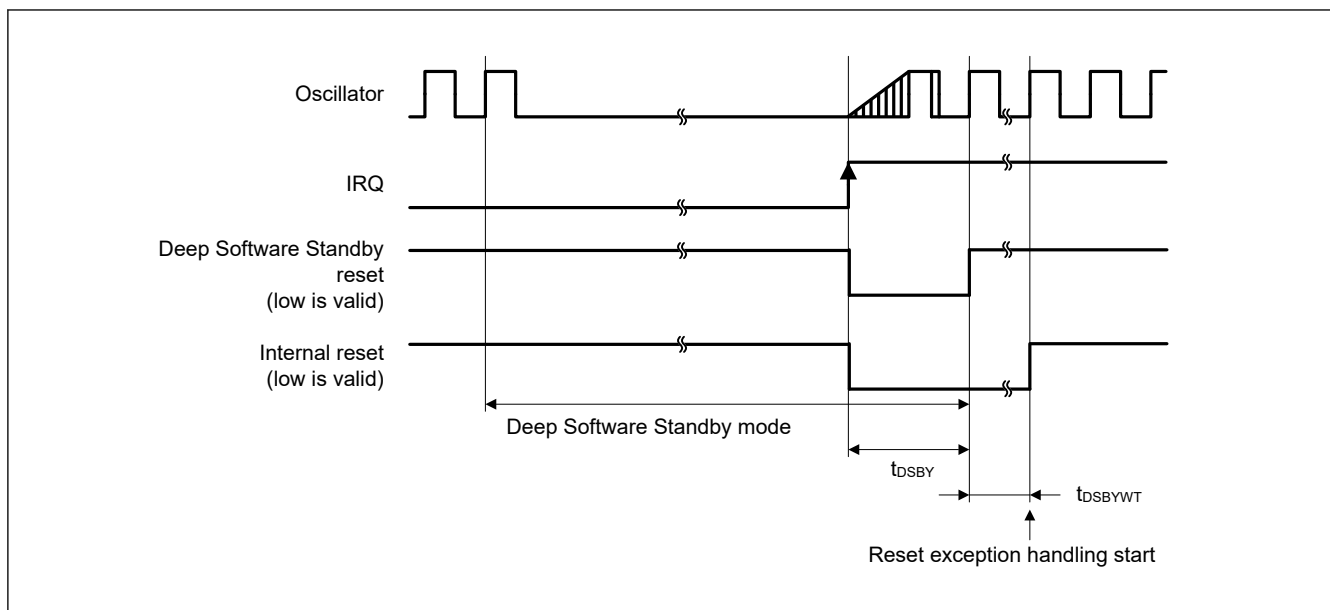 Oscillator
IRQ
Deep Software Standby
reset
(low is valid)
Internal reset
(low is valid)
Deep Software Standby mode
tDSBY
tDSBYWT
Reset exception handling start